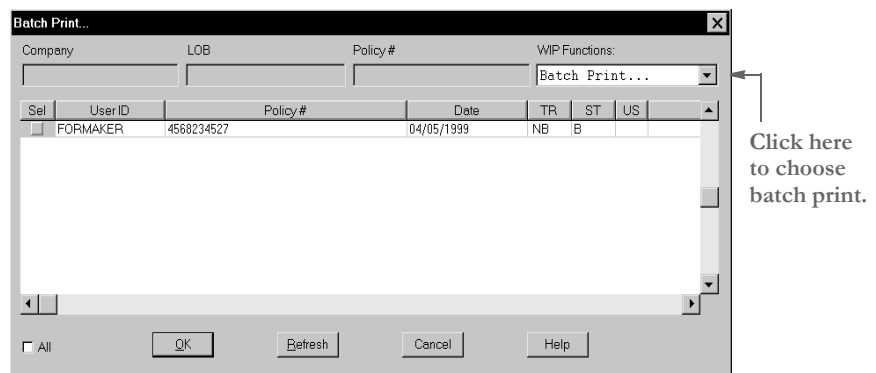 Batch Print...
Company LOB Policy # WIP Functions:
Batch Print...
Sel User ID Policy # Date TR ST US
FORMAKER 4568234527 04/05/1999 NB B
Click here
to choose
batch print.
All OK Refresh Cancel Help